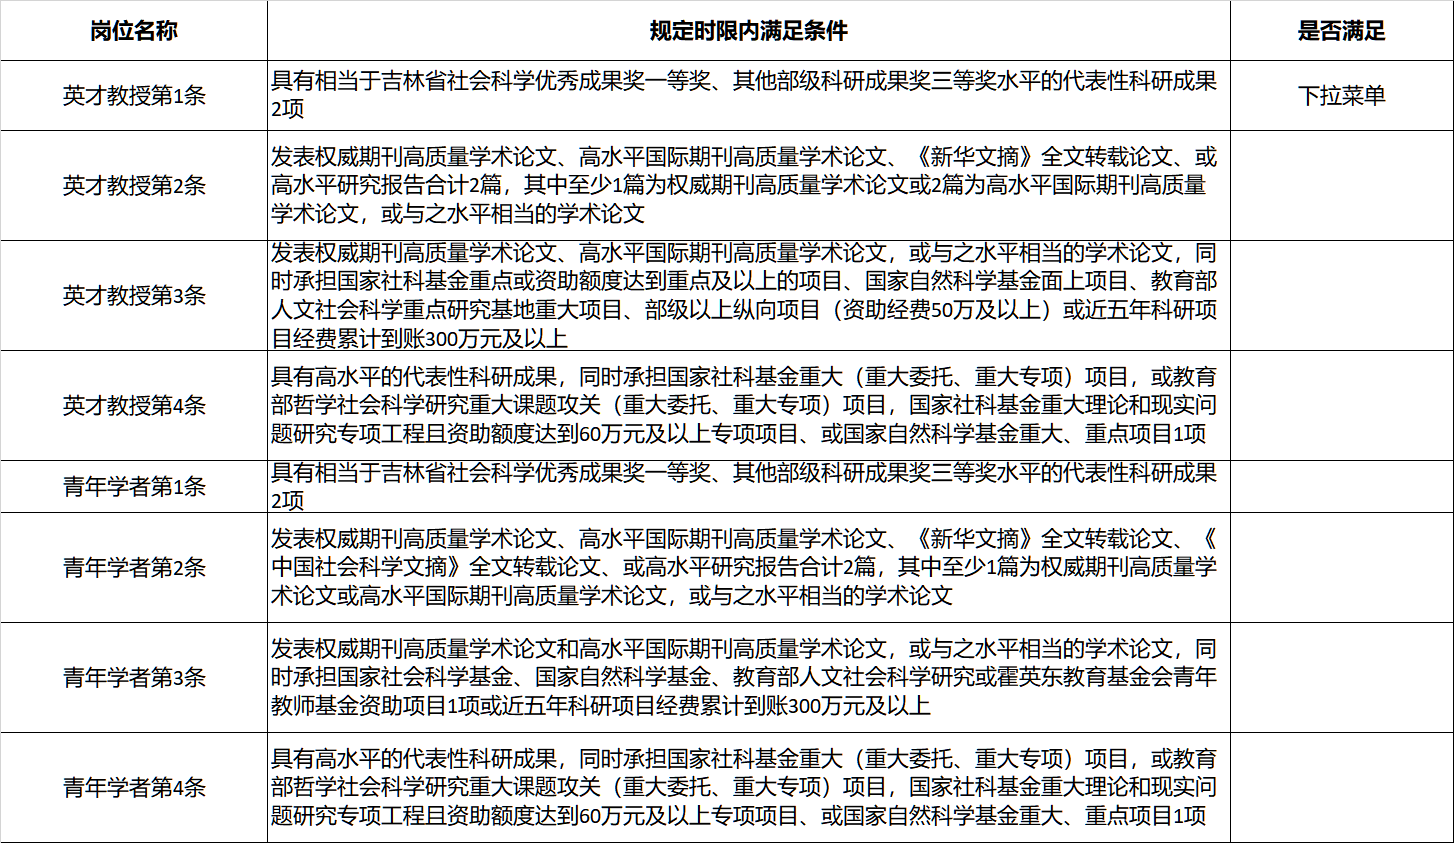 岗位名称
规定时限内满足条件
是否满足
英才教授第1条
具有相当于吉林省社会科学优秀成果奖一等奖、其他部级科研成果奖三等奖水平的代表性科研成果
2项
下拉菜单
英才教授第2条
发表权威期刊高质量学术论文、高水平国际期刊高质量学术论文、《新华文摘》全文转载论文、或
高水平研究报告合计2篇，其中至少1篇为权威期刊高质量学术论文或2篇为高水平国际期刊高质量
学术论文，或与之水平相当的学术论文
英才教授第3条
发表权威期刊高质量学术论文、高水平国际期刊高质量学术论文，或与之水平相当的学术论文，同
时承担国家社科基金重点或资助额度达到重点及以上的项目、国家自然科学基金面上项目、教育部
人文社会科学重点研究基地重大项目、部级以上纵向项目（资助经费50万及以上）或近五年科研项
目经费累计到账300万元及以上
英才教授第4条
具有高水平的代表性科研成果，同时承担国家社科基金重大（重大委托、重大专项）项目，或教育
部哲学社会科学研究重大课题攻关（重大委托、重大专项）项目，国家社科基金重大理论和现实问
题研究专项工程且资助额度达到60万元及以上专项项目、或国家自然科学基金重大、重点项目1项
青年学者第1条
具有相当于吉林省社会科学优秀成果奖一等奖、其他部级科研成果奖三等奖水平的代表性科研成果
2项
青年学者第2条
发表权威期刊高质量学术论文、高水平国际期刊高质量学术论文、《新华文摘》全文转载论文、《
中国社会科学文摘》全文转载论文、或高水平研究报告合计2篇，其中至少1篇为权威期刊高质量学
术论文或高水平国际期刊高质量学术论文，或与之水平相当的学术论文
青年学者第3条
发表权威期刊高质量学术论文和高水平国际期刊高质量学术论文，或与之水平相当的学术论文，同
时承担国家社会科学基金、国家自然科学基金、教育部人文社会科学研究或霍英东教育基金会青年
教师基金资助项目1项或近五年科研项目经费累计到账300万元及以上
青年学者第4条
具有高水平的代表性科研成果，同时承担国家社科基金重大（重大委托、重大专项）项目，或教育
部哲学社会科学研究重大课题攻关（重大委托、重大专项）项目，国家社科基金重大理论和现实问
题研究专项工程且资助额度达到60万元及以上专项项目、或国家自然科学基金重大、重点项目1项